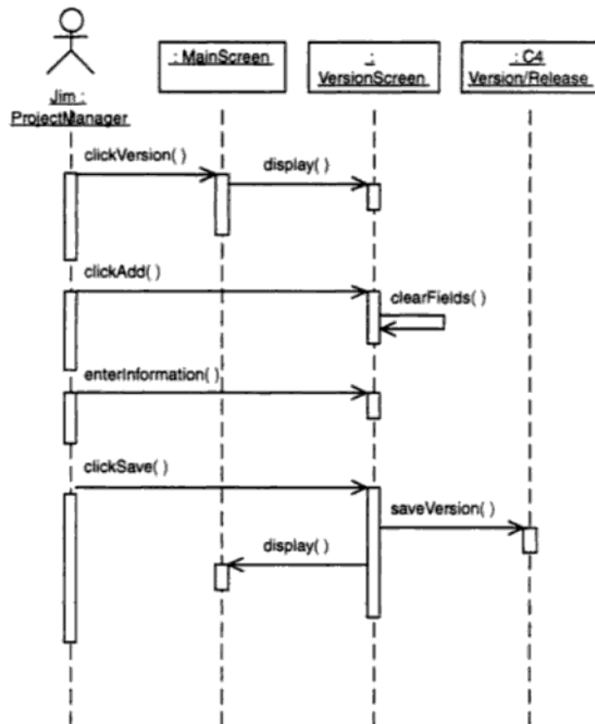 : MainScreen
:
VersionScreen
: C4
Version/Release
Jim :
ProjectManager
clickVersion( )
display( )
clickAdd( )
clearFields( )
enterInformation( )
clickSave( )
saveVersion( )
display( )